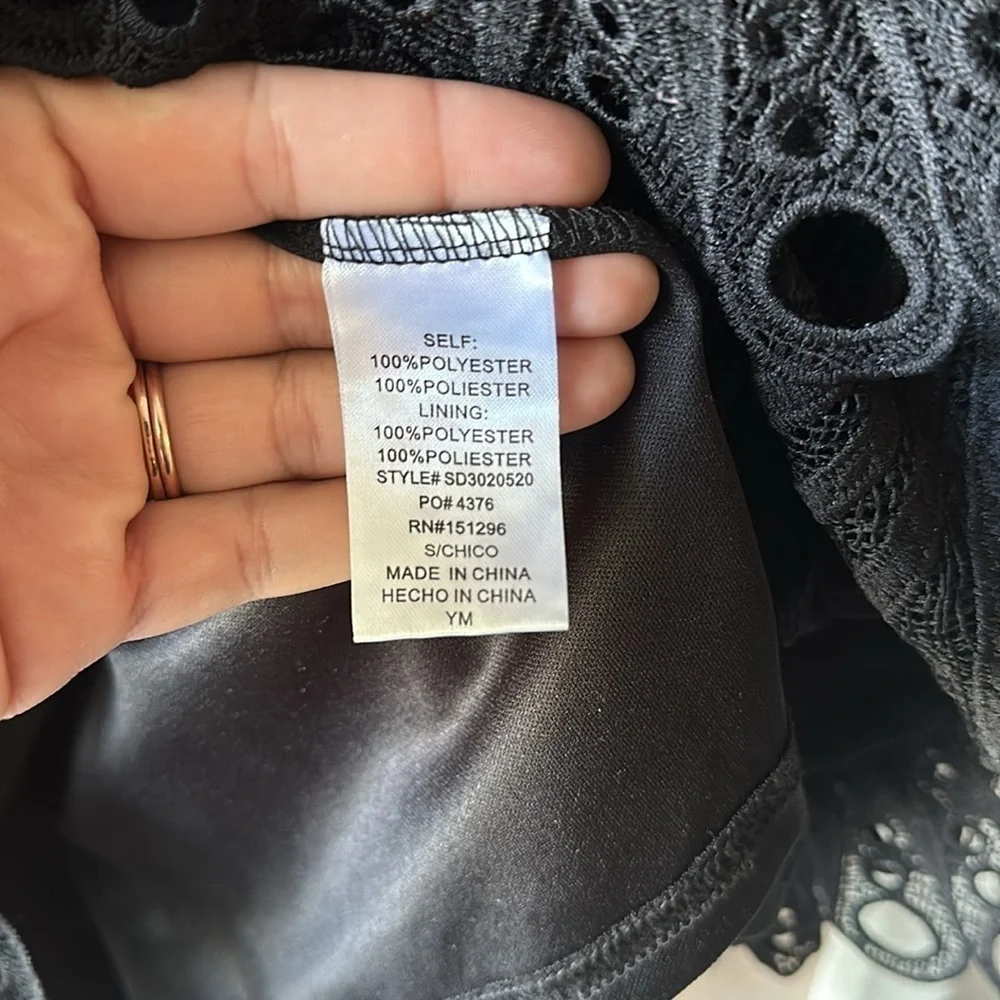 SELF:
100%POLYESTER
100%POLIESTER
LINING:
100%POLYESTER
100%POLIESTER
STYLE# SD3020520
PO# 4376
RN#151296
S/CHICO
MADE IN CHINA
HECHO IN CHINA
YM